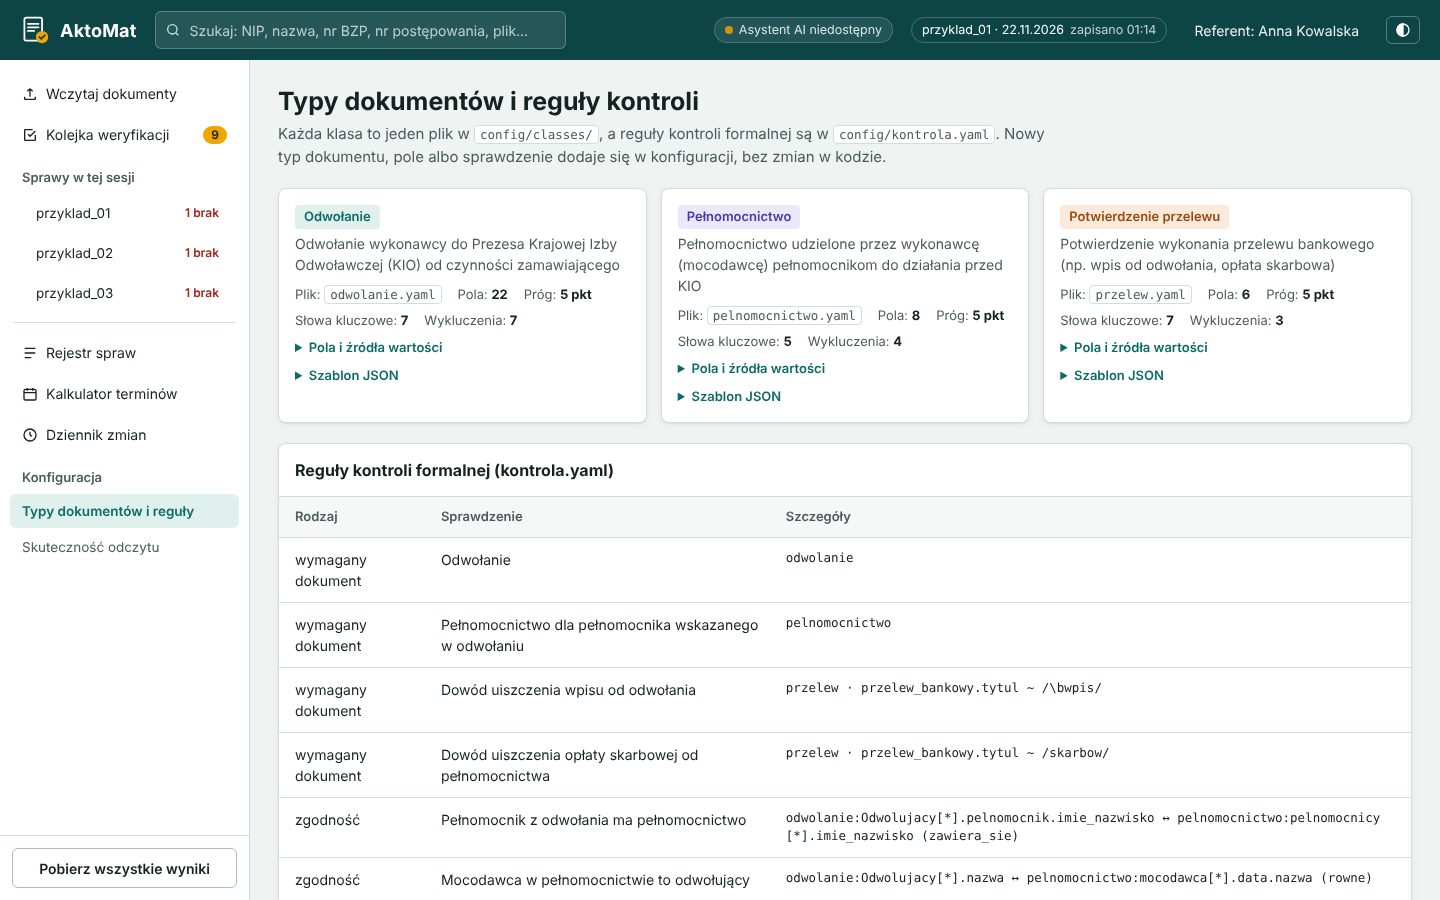 AktoMat
Szukaj: NIP, nazwa, nr BZP, nr postępowania, plik...
Asystent AI niedostępny
przyklad_01 · 22.11.2026 zapisano 01:14
Referent: Anna Kowalska
Wczytaj dokumenty
Kolejka weryfikacji 9
Sprawy w tej sesji
przyklad_01 1 brak
przyklad_02 1 brak
przyklad_03 1 brak
Rejestr spraw
Kalkulator terminów
Dziennik zmian
Konfiguracja
Typy dokumentów i reguły
Skuteczność odczytu
Pobierz wszystkie wyniki
Typy dokumentów i reguły kontroli
Każda klasa to jeden plik w config/classes/, a reguły kontroli formalnej są w config/kontrola.yaml. Nowy
typ dokumentu, pole albo sprawdzenie dodaje się w konfiguracji, bez zmian w kodzie.
Odwołanie
Odwołanie wykonawcy do Prezesa Krajowej Izby
Odwoławczej (KIO) od czynności zamawiającego
Plik: odwolanie.yaml Pola: 22 Próg: 5 pkt
Słowa kluczowe: 7 Wykluczenia: 7
Pola i źródła wartości
Szablon JSON
Pełnomocnictwo
Pełnomocnictwo udzielone przez wykonawcę
(mocodawcę) pełnomocnikom do działania przed
KIO
Plik: pelnomocnictwo.yaml Pola: 8 Próg: 5 pkt
Słowa kluczowe: 5 Wykluczenia: 4
Pola i źródła wartości
Szablon JSON
Potwierdzenie przelewu
Potwierdzenie wykonania przelewu bankowego
(np. wpis od odwołania, opłata skarbowa)
Plik: przelew.yaml Pola: 6 Próg: 5 pkt
Słowa kluczowe: 7 Wykluczenia: 3
Pola i źródła wartości
Szablon JSON
Reguły kontroli formalnej (kontrola.yaml)
Rodzaj Sprawdzenie Szczegóły
wymagany
dokument
Odwołanie
odwolanie
wymagany
dokument
Pełnomocnictwo dla pełnomocnika wskazanego
w odwołaniu
pelnomocnictwo
wymagany
dokument
Dowód uiszczenia wpisu od odwołania
przelew · przelew_bankowy.tytul ~ /\bwpis/
wymagany
dokument
Dowód uiszczenia opłaty skarbowej od
pełnomocnictwa
przelew · przelew_bankowy.tytul ~ /skarbow/
zgodność
Pełnomocnik z odwołania ma pełnomocnictwo
odwolanie:Odwolujacy[*].pelnomocnik.imie_nazwisko ↔ pelnomocnictwo:pelnomocnicy
[*].imie_nazwisko (zawiera_sie)
zgodność
Mocodawca w pełnomocnictwie to odwołujący
odwolanie:Odwolujacy[*].nazwa ↔ pelnomocnictwo:mocodawca[*].data.nazwa (rowne)